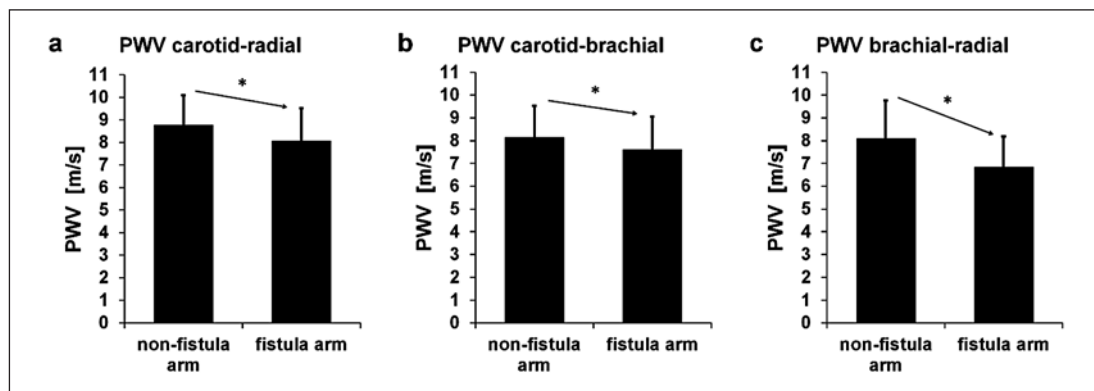 a PWV carotid-radial
PWV [m/s]
11
10
9
8
7
6
5
4
3
2
1
0
*
non-fistula
arm
fistula arm
b PWV carotid-brachial
PWV [m/s]
11
10
9
8
7
6
5
4
3
2
1
0
*
non-fistula
arm
fistula arm
c PWV brachial-radial
PWV [m/s]
11
10
9
8
7
6
5
4
3
2
1
0
*
non-fistula
arm
fistula arm